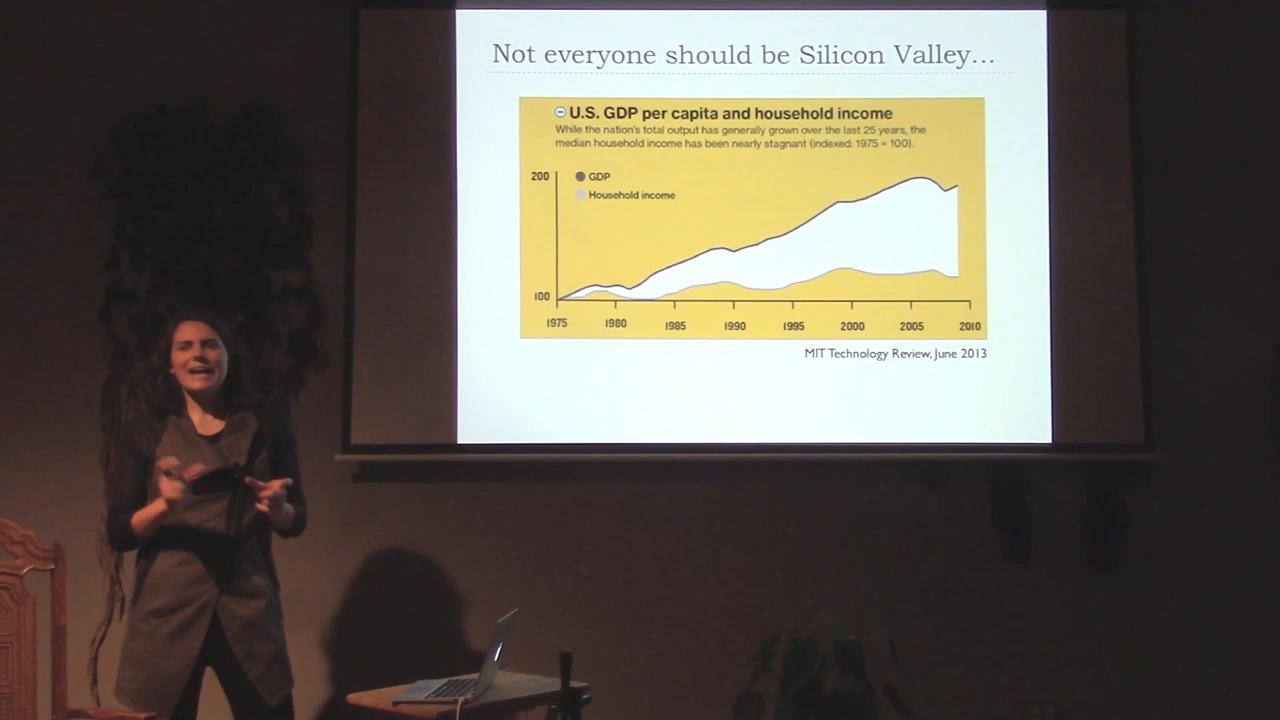 Not everyone should be Silicon Valley...
U.S. GDP per capita and household income
While the nation's total output has generally grown over the last 25 years, the
median household income has been nearly stagnant (indexed: 1975 = 100).
200
GDP
Household income
100
1975 1980 1985 1990 1995 2000 2005 2010
MIT Technology Review, June 2013